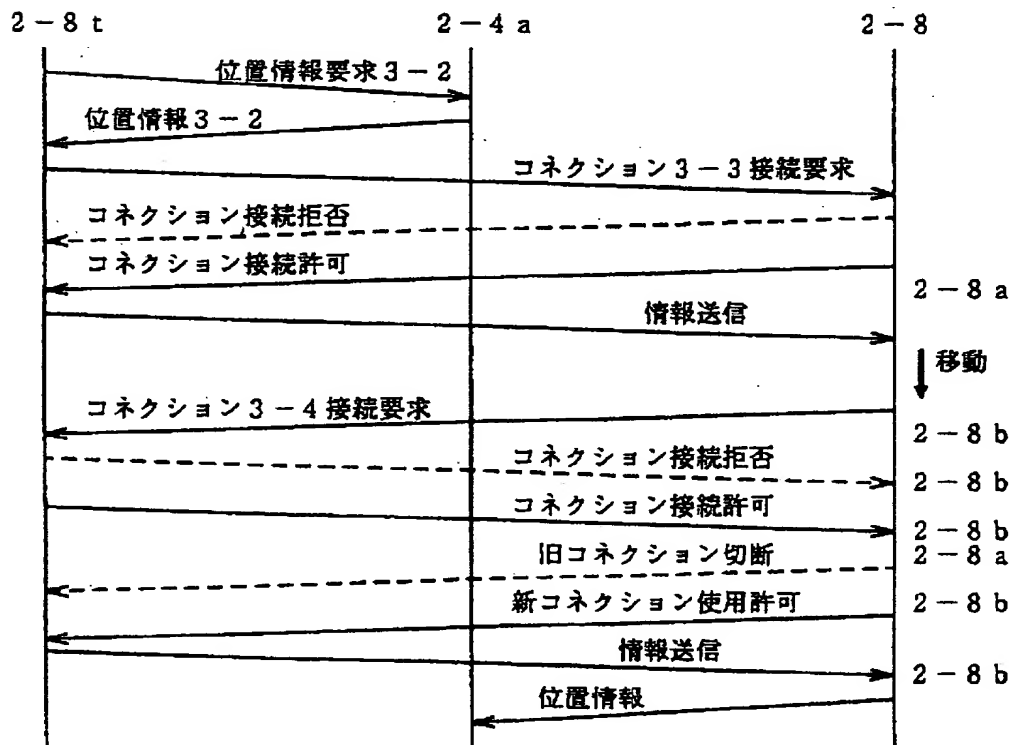 2－8 t
2－4 a
2－8
位置情報要求3－2
位置情報3－2
コネクション3－3接続要求
コネクション接続拒否
コネクション接続許可
2－8 a
情報送信
移動
コネクション3－4接続要求
2－8 b
コネクション接続拒否
2－8 b
コネクション接続許可
2－8 b
旧コネクション切断
2－8 a
新コネクション使用許可
2－8 b
情報送信
2－8 b
位置情報